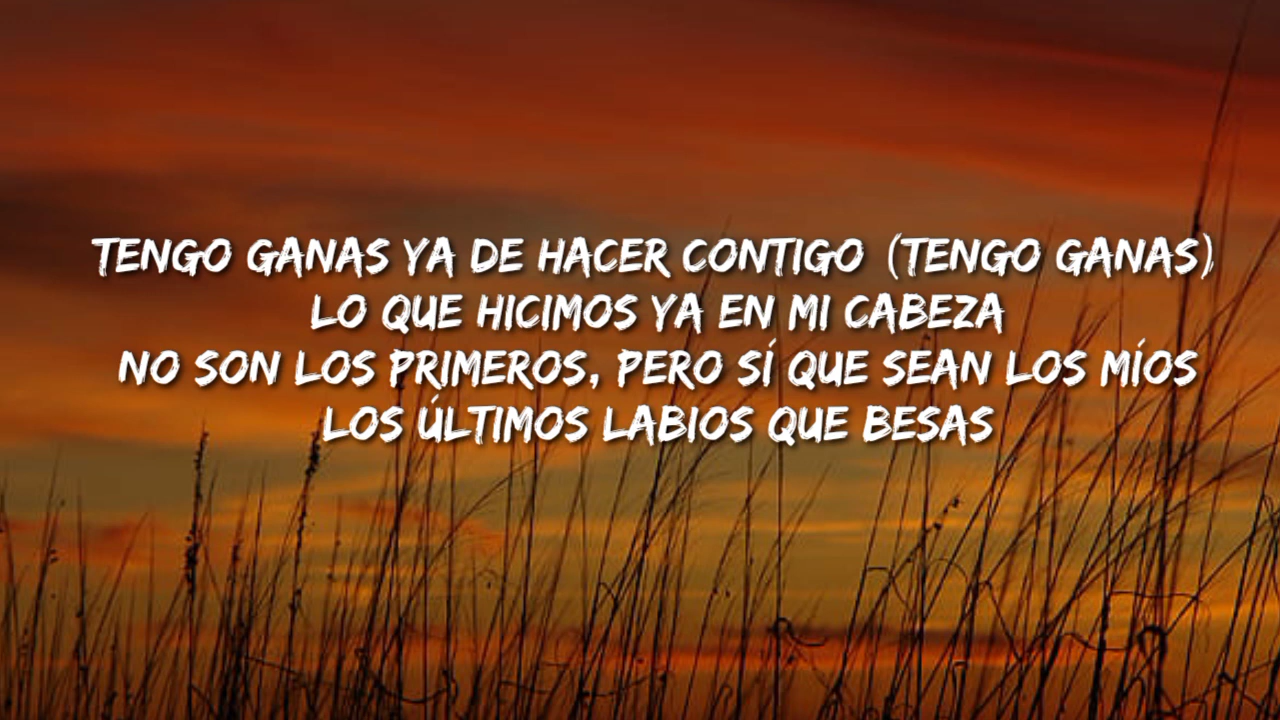 TENGO GANAS YA DE HACER CONTIGO (TENGO GANAS)
LO QUE HICIMOS YA EN MI CABEZA
NO SON LOS PRIMEROS, PERO SÍ QUE SEAN LOS MÍOS
LOS ÚLTIMOS LABIOS QUE BESAS